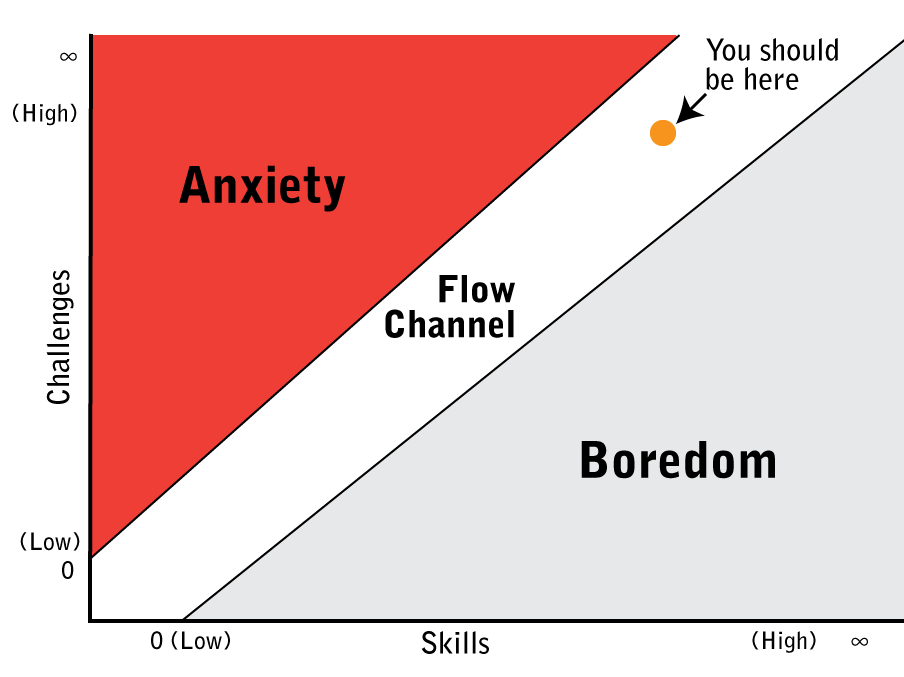 ∞
You should
be here
(High)
Anxiety
Flow
Channel
Challenges
Boredom
(Low)
0
0 (Low)
Skills
(High)
∞